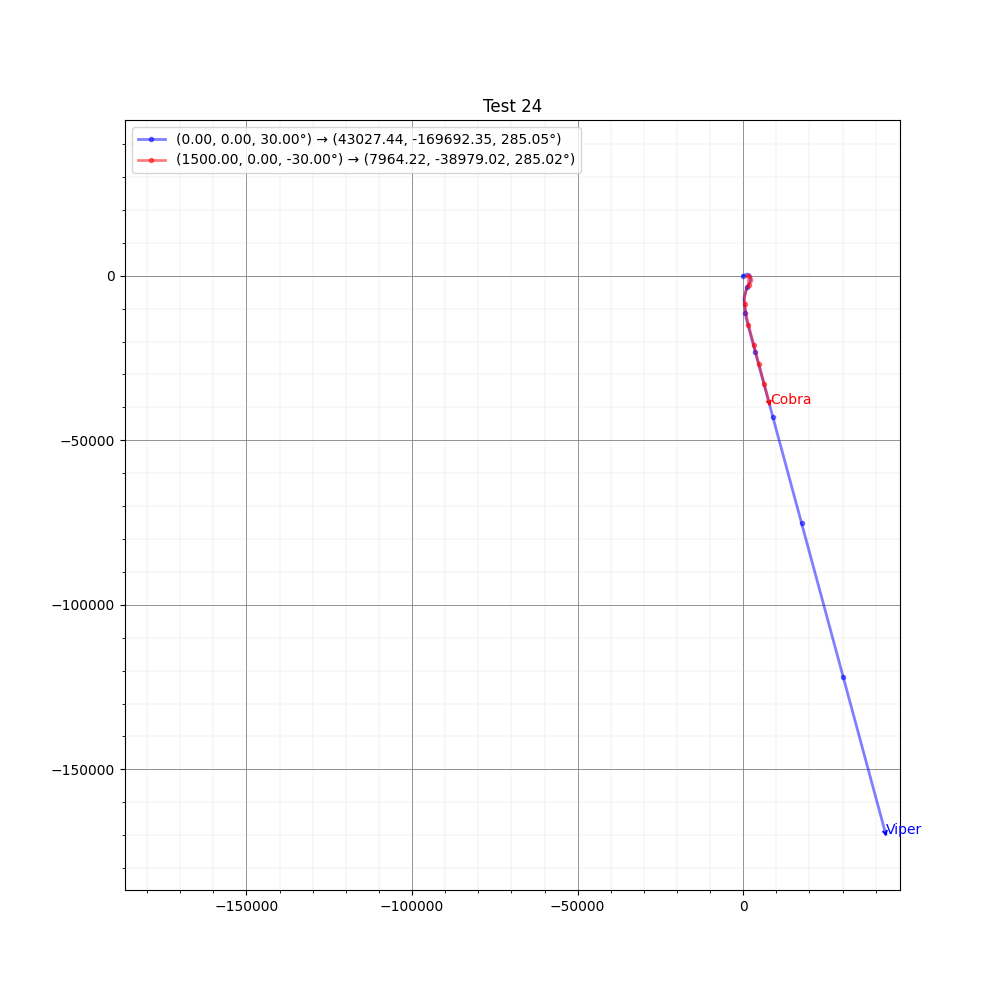 Test 24
(0.00, 0.00, 30.00°) → (43027.44, -169692.35, 285.05°)
(1500.00, 0.00, -30.00°) → (7964.22, -38979.02, 285.02°)
0
Cobra
−50000
−100000
−150000
Viper
−150000
−100000
−50000
0